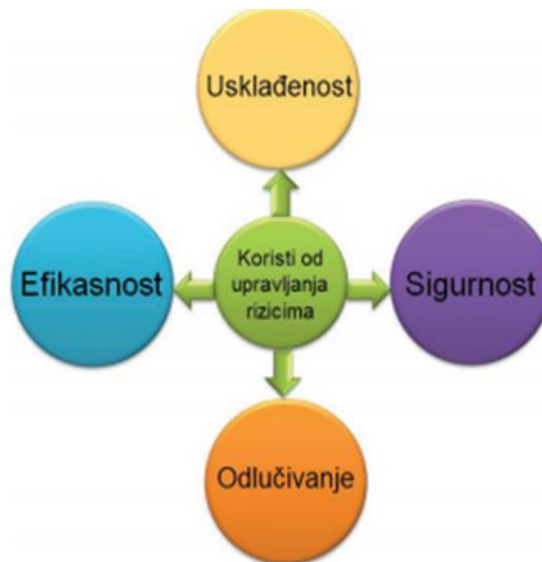 Usklađenost
Efikasnost
Koristi od
upravljanja
rizicima
Sigurnost
Odlučivanje